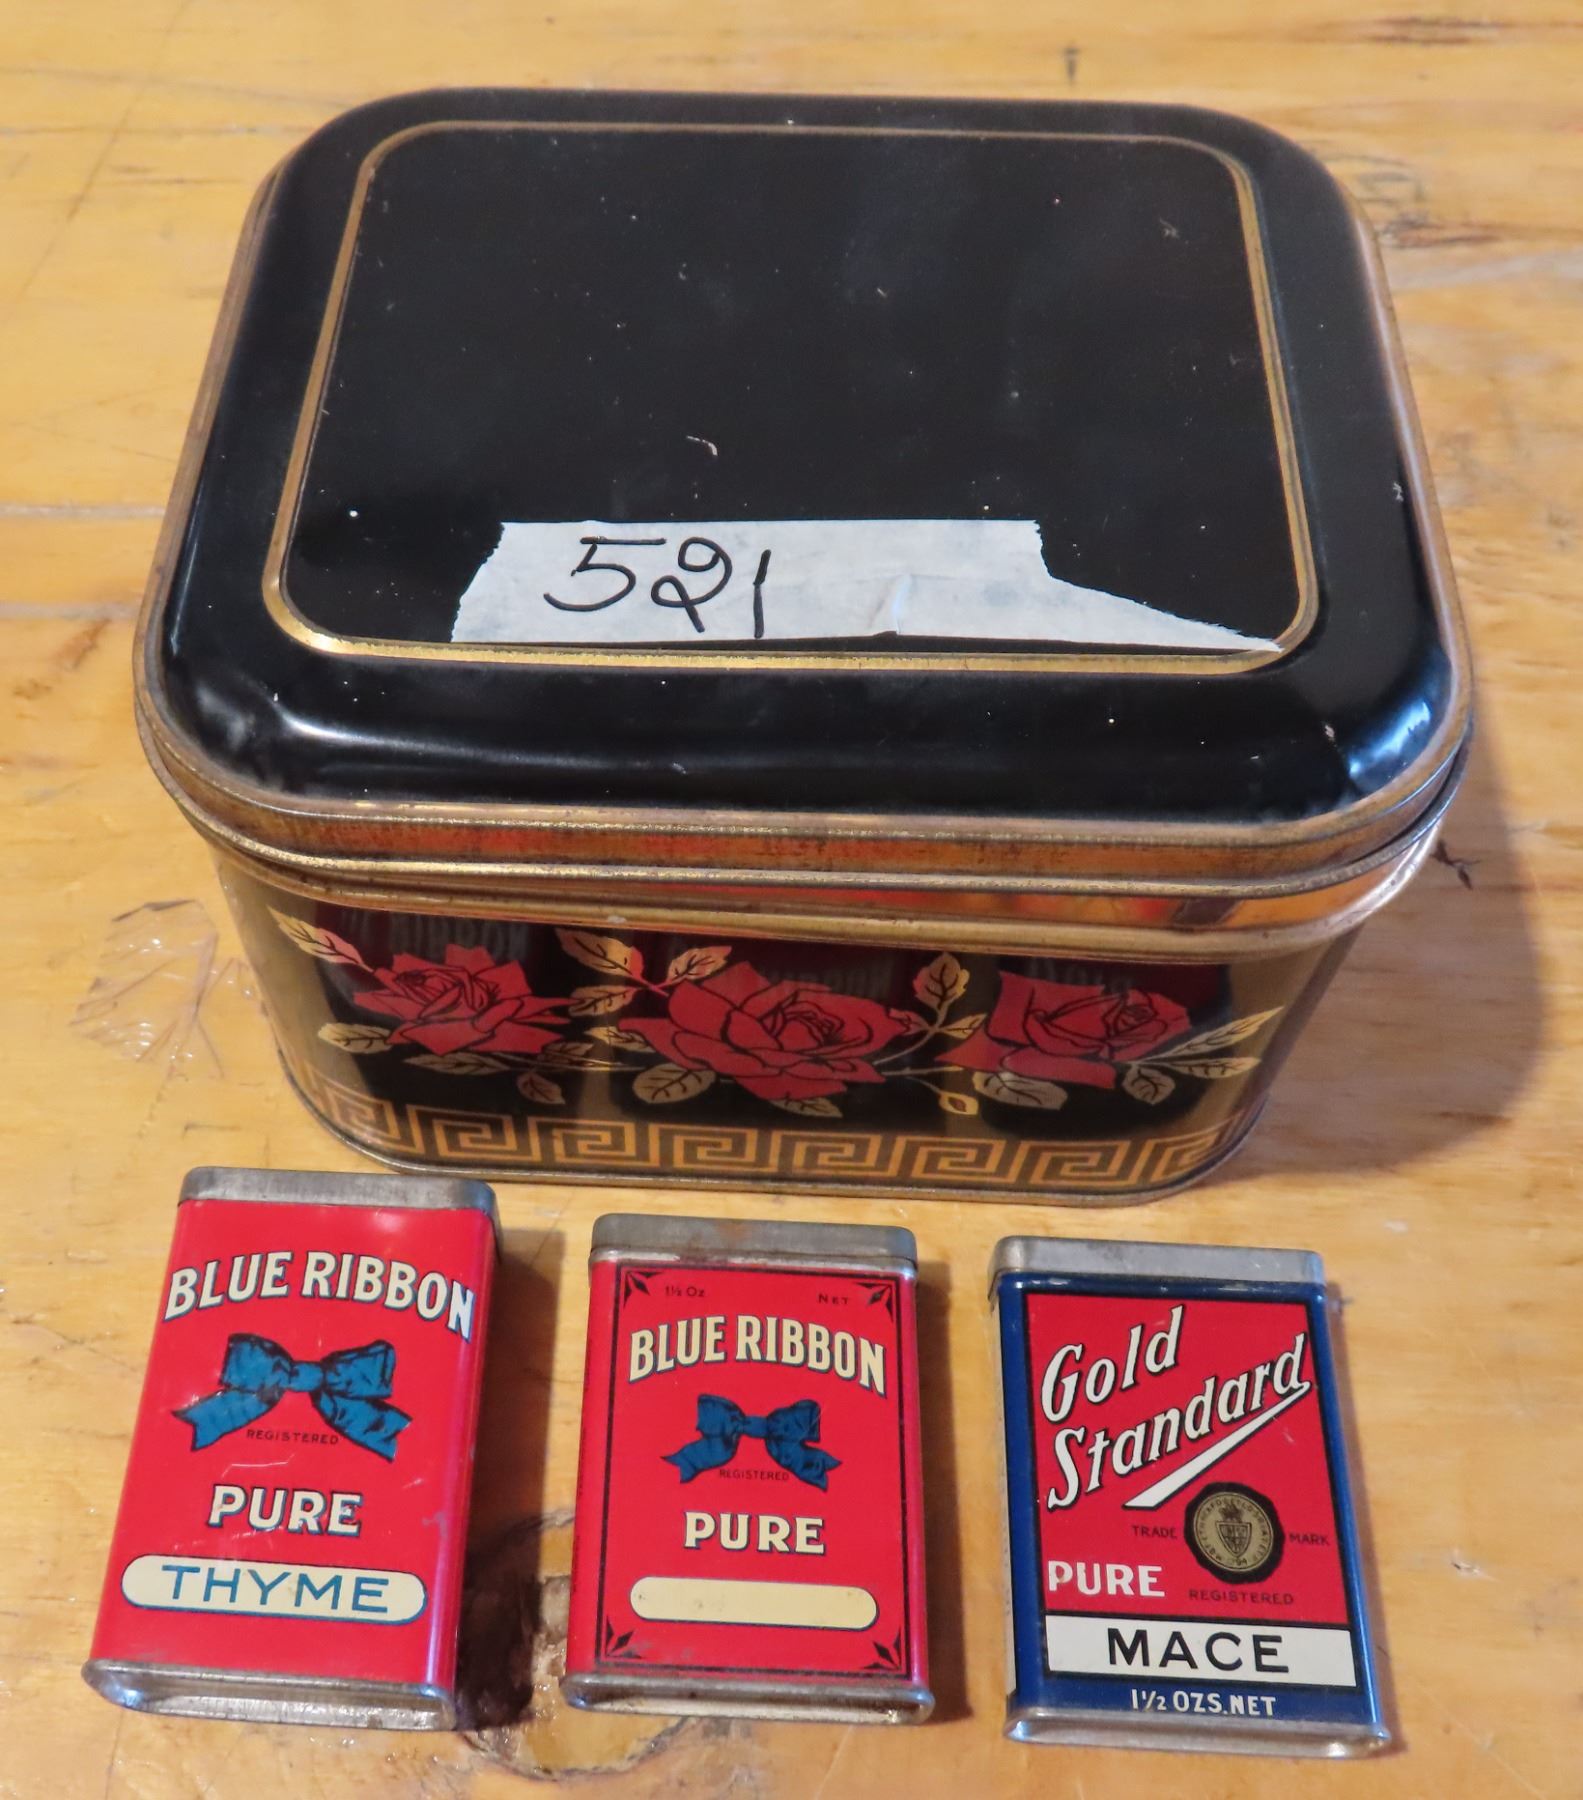 521
BLUE RIBBON
REGISTERED
PURE
THYME
1½ Oz NET
BLUE RIBBON
REGISTERED
PURE
Gold
Standard
TRADE MARK
PURE
REGISTERED
MACE
1½ OZS.NET